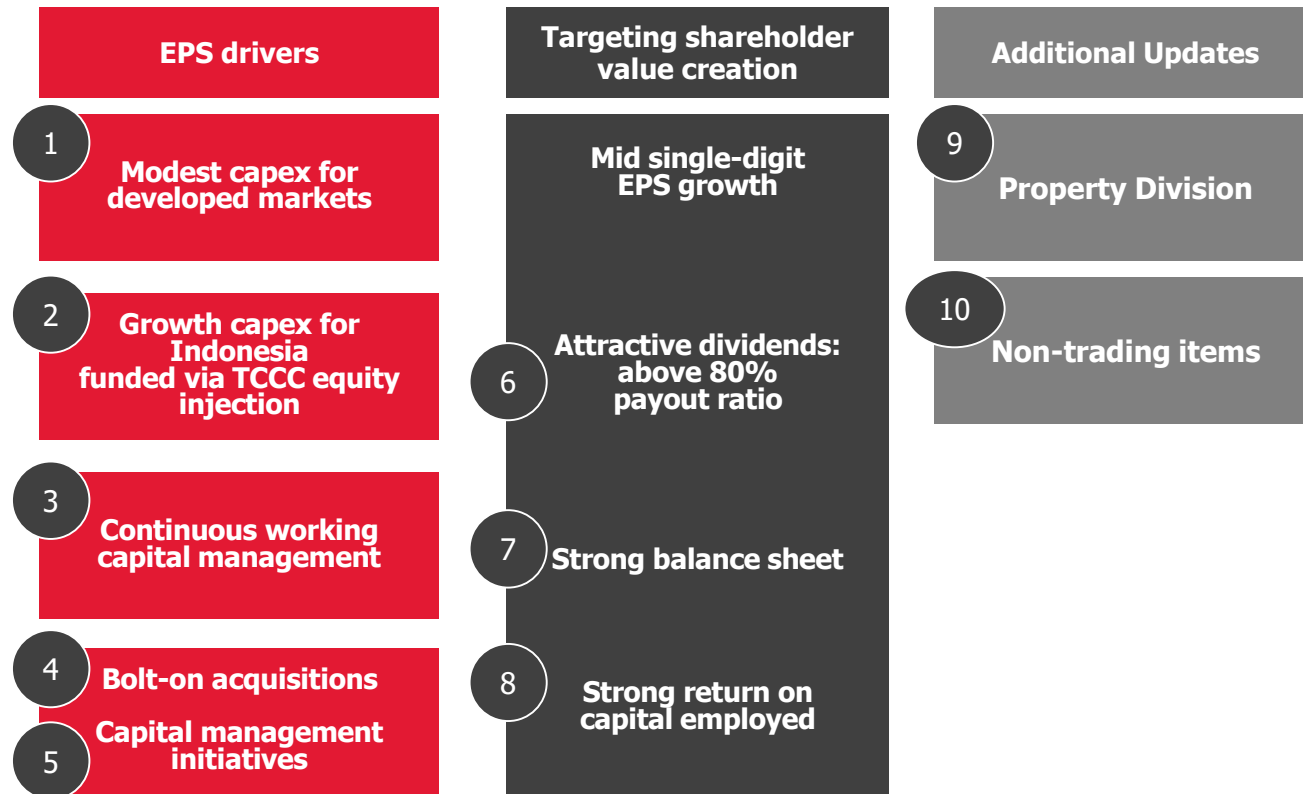 EPS drivers
1
Modest capex for
developed markets
2
Growth capex for
Indonesia
funded via TCCC equity
injection
3
Continuous working
capital management
4
Bolt-on acquisitions
5
Capital management
initiatives
Targeting shareholder
value creation
Mid single-digit
EPS growth
6
Attractive dividends:
above 80%
payout ratio
7
Strong balance sheet
8
Strong return on
capital employed
Additional Updates
9
Property Division
10
Non-trading items